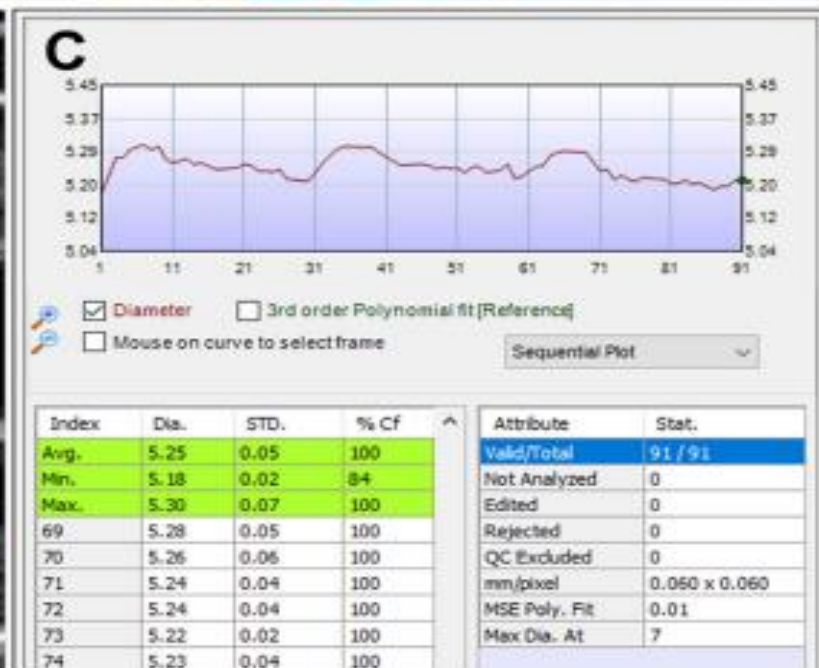 C
5.45 5.45
5.37 5.37
5.29 5.29
5.20 5.20
5.12 5.12
5.04 5.04
1 11 21 31 41 51 61 71 81 91
Diameter 3rd order Polynomial fit [Reference]
Mouse on curve to select frame
Sequential Plot
Index Dia. STD. % Cf
Avg. 5.25 0.05 100
Min. 5.18 0.02 84
Max. 5.30 0.07 100
69 5.28 0.05 100
70 5.26 0.06 100
71 5.24 0.04 100
72 5.24 0.04 100
73 5.22 0.02 100
74 5.23 0.04 100
Attribute Stat.
Valid/Total 91 / 91
Not Analyzed 0
Edited 0
Rejected 0
QC Excluded 0
mm/pixel 0.060 x 0.060
MSE Poly. Fit 0.01
Max Dia. At 7